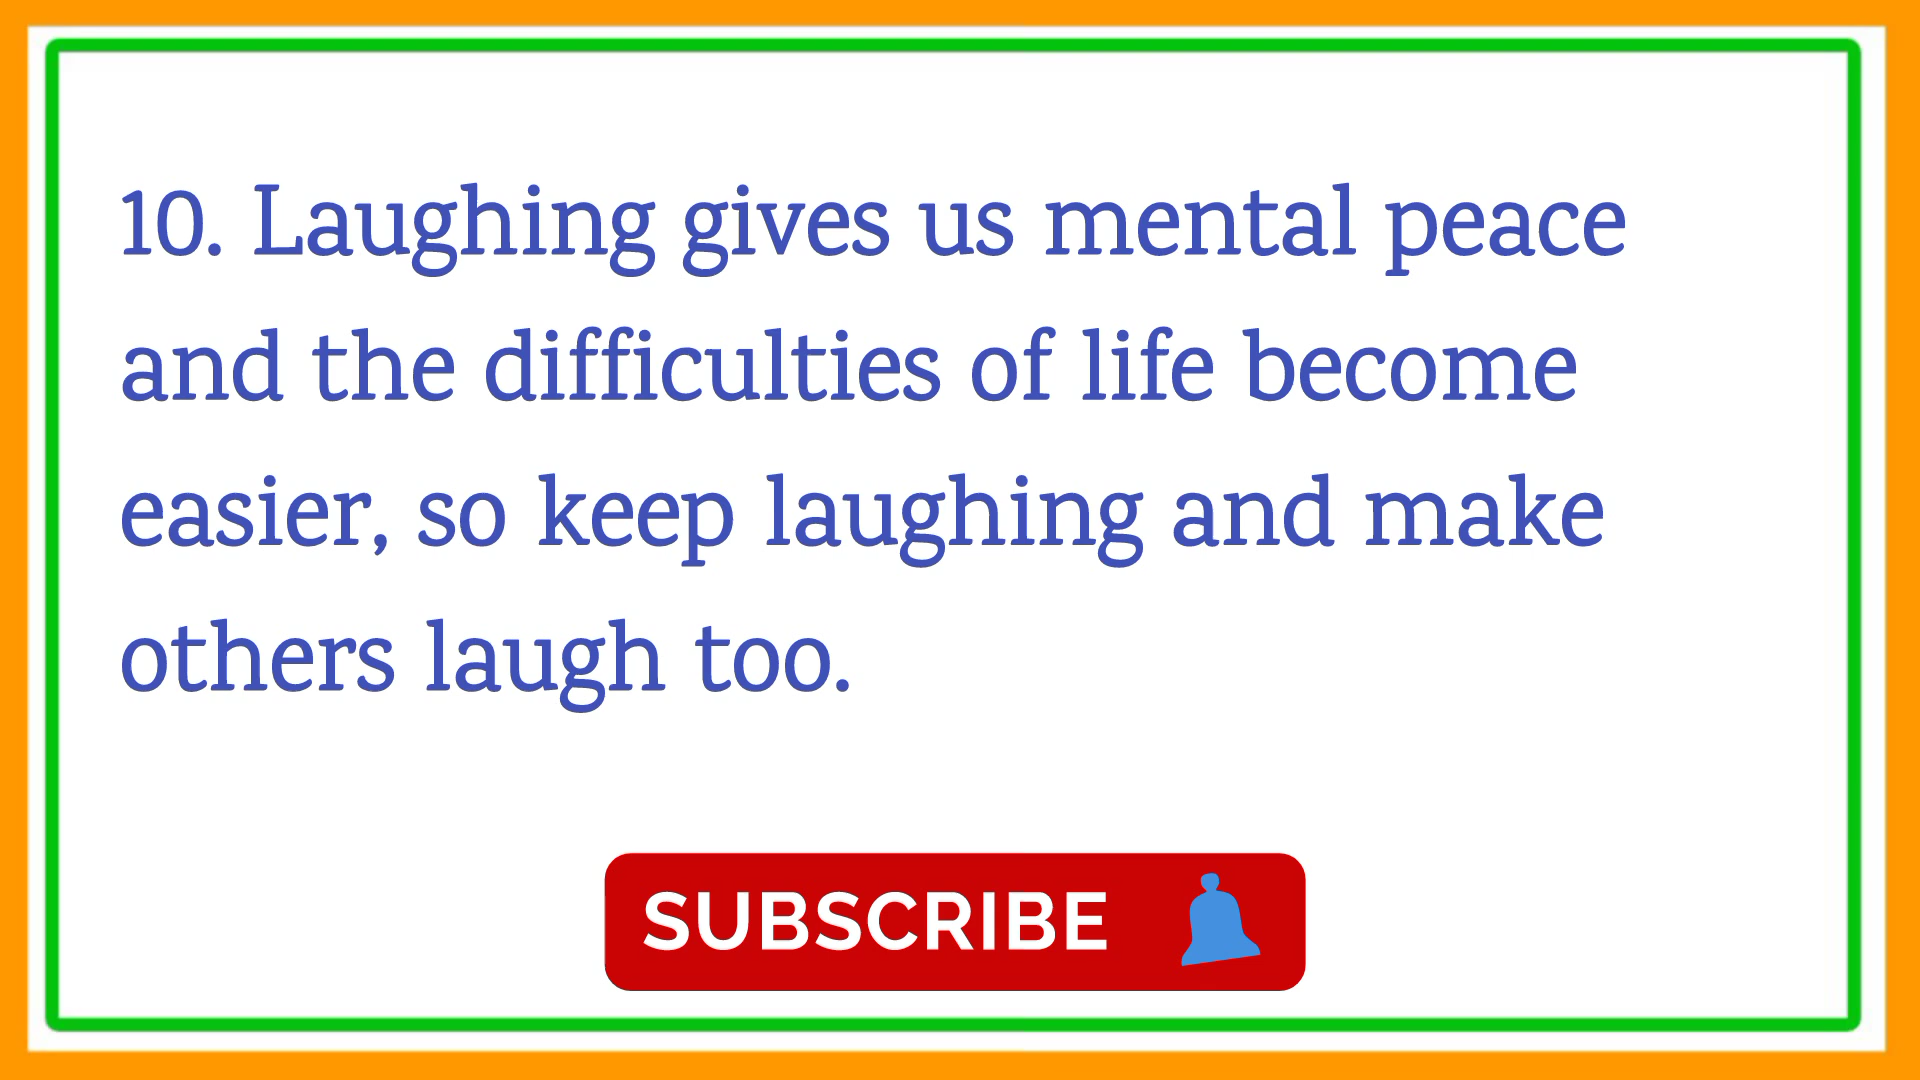 10. Laughing gives us mental peace
and the difficulties of life become
easier, so keep laughing and make
others laugh too.
SUBSCRIBE